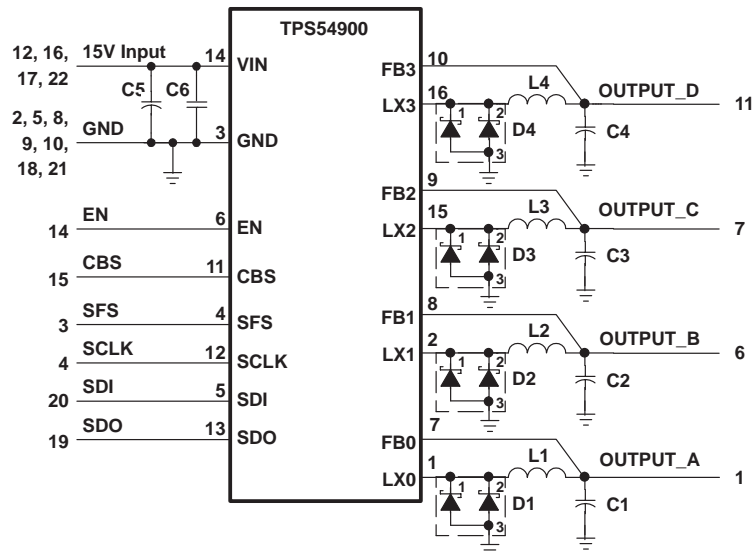 TPS54900
12, 16,
17, 22
15V Input
14
VIN
C5
C6
2, 5, 8,
9, 10,
18, 21
GND
3
GND
14
EN
6
EN
15
CBS
11
CBS
3
SFS
4
SFS
4
SCLK
12
SCLK
20
SDI
5
SDI
19
SDO
13
SDO
FB3
10
LX3
16
1
2
3
D4
L4
OUTPUT_D
11
C4
FB2
9
LX2
15
1
2
3
D3
L3
OUTPUT_C
7
C3
FB1
8
LX1
2
1
2
3
D2
L2
OUTPUT_B
6
C2
FB0
7
LX0
1
1
2
3
D1
L1
OUTPUT_A
1
C1